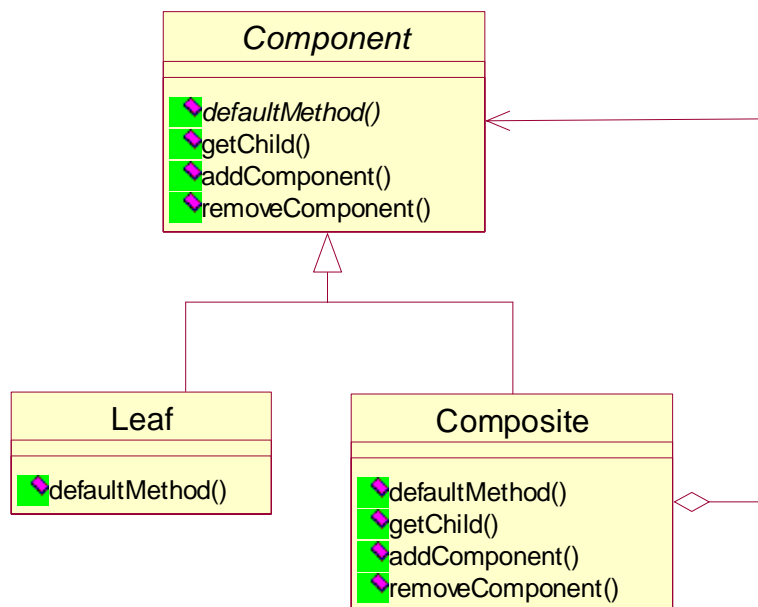 Component
defaultMethod()
getChild()
addComponent()
removeComponent()
Leaf
defaultMethod()
Composite
defaultMethod()
getChild()
addComponent()
removeComponent()